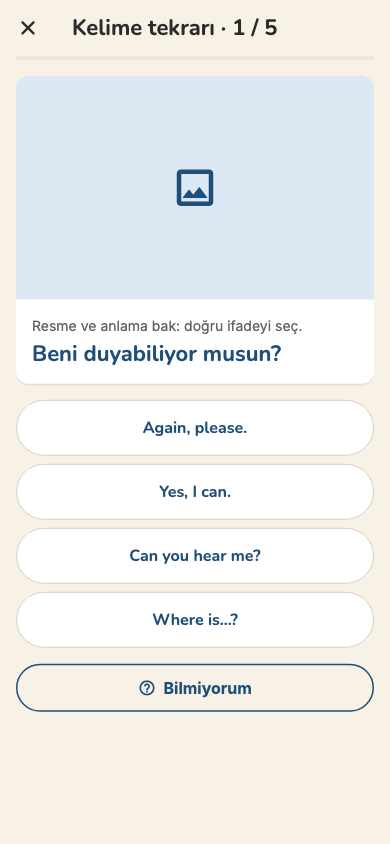 Kelime tekrarı · 1 / 5
Resme ve anlama bak: doğru ifadeyi seç.
Beni duyabiliyor musun?
Again, please.
Yes, I can.
Can you hear me?
Where is...?
Bilmiyorum